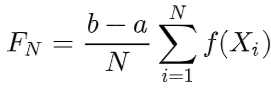 F_N = \frac{b-a}{N} \sum_{i=1}^{N} f(X_i)